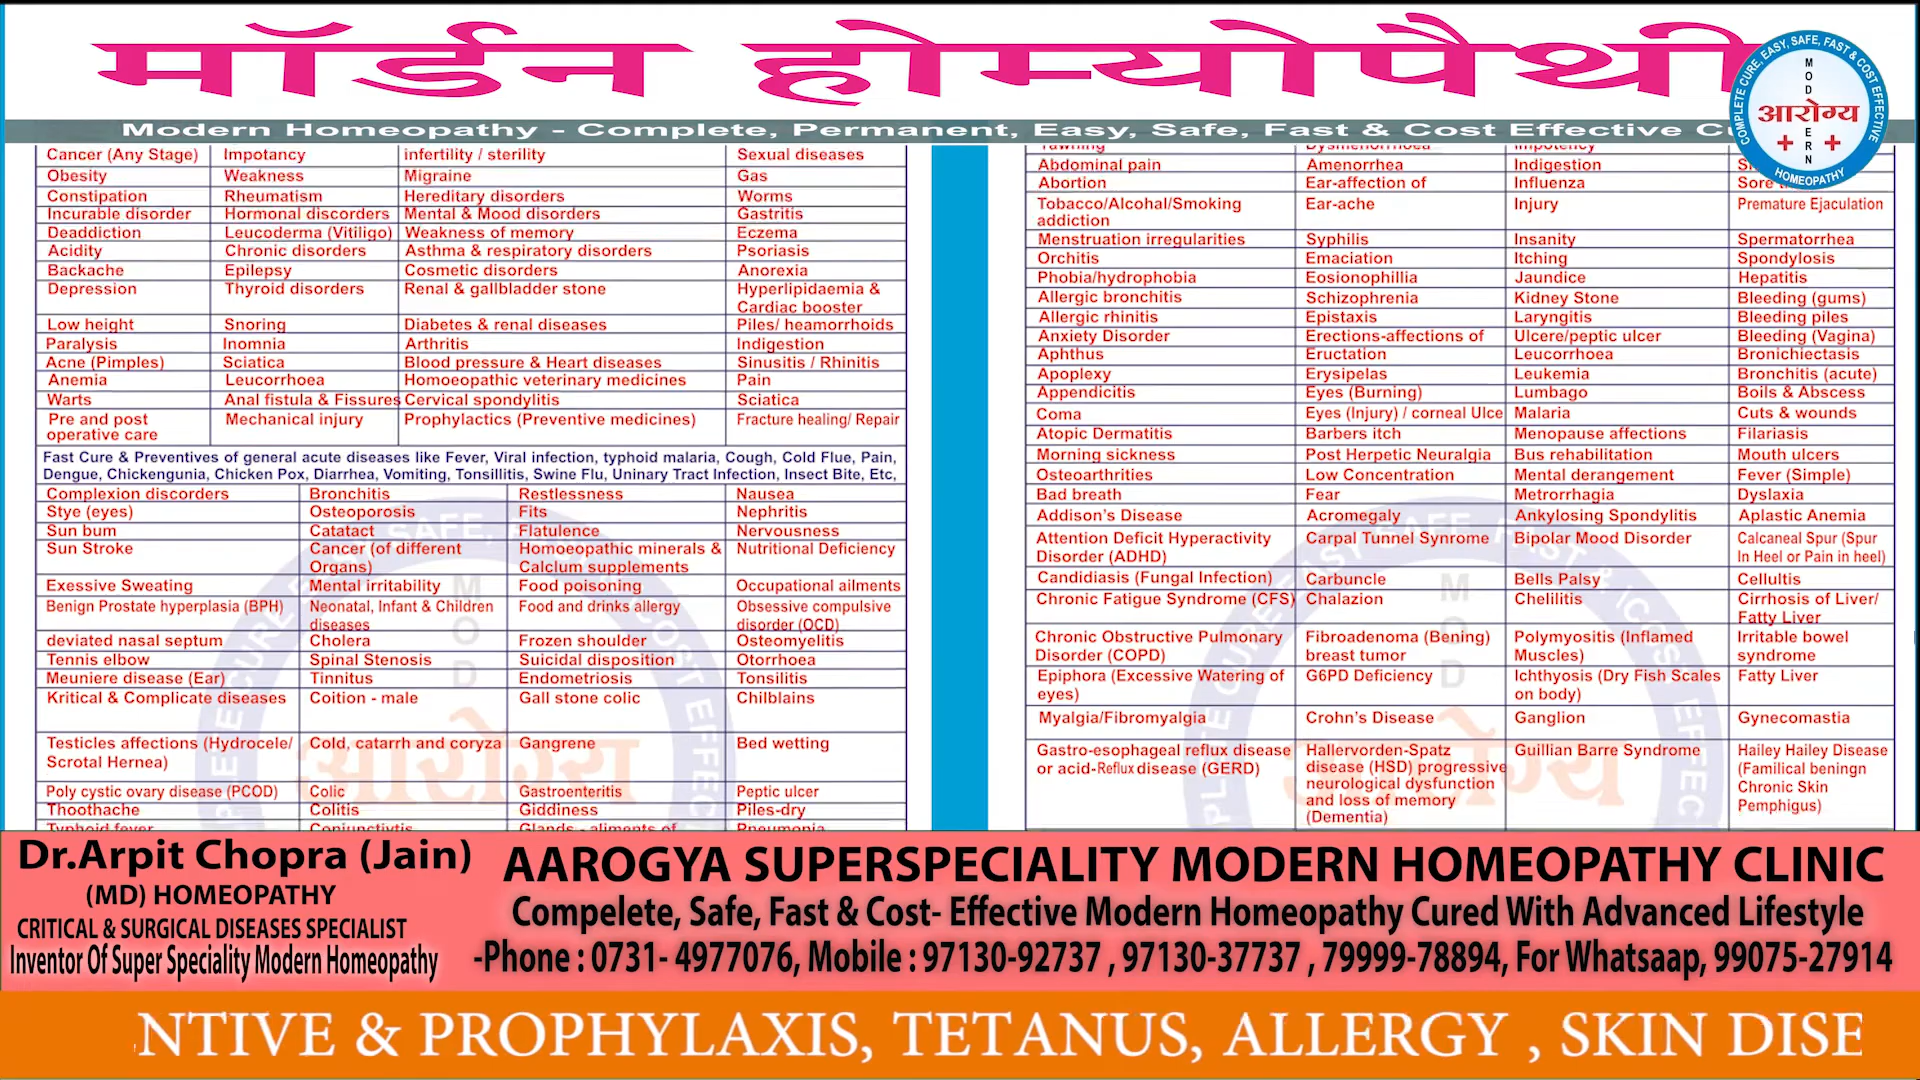 मॉर्डन होम्योपैथी
Modern Homeopathy - Complete, Permanent, Easy, Safe, Fast & Cost Effective
COMPLETE CURE, EASY, SAFE, FAST & COST EFFECTIVE
MODERN
आरोग्य
HOMEOPATHY
Cancer (Any Stage) Impotancy infertility / sterility Sexual diseases
Obesity Weakness Migraine Gas
Constipation Rheumatism Hereditary disorders Worms
Incurable disorder Hormonal discorders Mental & Mood disorders Gastritis
Deaddiction Leucoderma (Vitiligo) Weakness of memory Eczema
Acidity Chronic disorders Asthma & respiratory disorders Psoriasis
Backache Epilepsy Cosmetic disorders Anorexia
Depression Thyroid disorders Renal & gallbladder stone Hyperlipidaemia &
Cardiac booster
Low height Snoring Diabetes & renal diseases Piles/ heamorrhoids
Paralysis Inomnia Arthritis Indigestion
Acne (Pimples) Sciatica Blood pressure & Heart diseases Sinusitis / Rhinitis
Anemia Leucorrhoea Homoeopathic veterinary medicines Pain
Warts Anal fistula & Fissures Cervical spondylitis Sciatica
Pre and post Mechanical injury Prophylactics (Preventive medicines) Fracture healing/ Repair
operative care
Fast Cure & Preventives of general acute diseases like Fever, Viral infection, typhoid malaria, Cough, Cold Flue, Pain,
Dengue, Chickengunia, Chicken Pox, Diarrhea, Vomiting, Tonsillitis, Swine Flu, Uninary Tract Infection, Insect Bite, Etc,
Complexion discorders Bronchitis Restlessness Nausea
Stye (eyes) Osteoporosis Fits Nephritis
Sun bum Catatact Flatulence Nervousness
Sun Stroke Cancer (of different Homoeopathic minerals & Nutritional Deficiency
Organs) Calclum supplements
Exessive Sweating Mental irritability Food poisoning Occupational ailments
Benign Prostate hyperplasia (BPH) Neonatal, Infant & Children Food and drinks allergy Obsessive compulsive
diseases disorder (OCD)
deviated nasal septum Cholera Frozen shoulder Osteomyelitis
Tennis elbow Spinal Stenosis Suicidal disposition Otorrhoea
Meuniere disease (Ear) Tinnitus Endometriosis Tonsilitis
Kritical & Complicate diseases Coition - male Gall stone colic Chilblains
Testicles affections (Hydrocele/ Cold, catarrh and coryza Gangrene Bed wetting
Scrotal Hernea)
Poly cystic ovary disease (PCOD) Colic Gastroenteritis Peptic ulcer
Thoothache Colitis Giddiness Piles-dry
Typhoid fever Conjunctivtis Glands - aliments of Pneumonia
Yawning Dysmenorrhoea Impotency
Abdominal pain Amenorrhea Indigestion
Abortion Ear-affection of Influenza Sore
Tobacco/Alcohol/Smoking Ear-ache Injury Premature Ejaculation
addiction
Menstruation irregularities Syphilis Insanity Spermatorrhea
Orchitis Emaciation Itching Spondylosis
Phobia/hydrophobia Eosionophillia Jaundice Hepatitis
Allergic bronchitis Schizophrenia Kidney Stone Bleeding (gums)
Allergic rhinitis Epistaxis Laryngitis Bleeding piles
Anxiety Disorder Erections-affections of Ulcere/peptic ulcer Bleeding (Vagina)
Aphthus Eructation Leucorrhoea Bronichiectasis
Apoplexy Erysipelas Leukemia Bronchitis (acute)
Appendicitis Eyes (Burning) Lumbago Boils & Abscess
Coma Eyes (Injury) / corneal Ulce Malaria Cuts & wounds
Atopic Dermatitis Barbers itch Menopause affections Filariasis
Morning sickness Post Herpetic Neuralgia Bus rehabilitation Mouth ulcers
Osteoarthrities Low Concentration Mental derangement Fever (Simple)
Bad breath Fear Metrorrhagia Dyslaxia
Addison's Disease Acromegaly Ankylosing Spondylitis Aplastic Anemia
Attention Deficit Hyperactivity Carpal Tunnel Synrome Bipolar Mood Disorder Calcaneal Spur (Spur
Disorder (ADHD) In Heel or Pain in heel)
Candidiasis (Fungal Infection) Carbuncle Bells Palsy Cellultis
Chronic Fatigue Syndrome (CFS) Chalazion Chelilitis Cirrhosis of Liver/
Fatty Liver
Chronic Obstructive Pulmonary Fibroadenoma (Bening) Polymyositis (Inflamed Irritable bowel
Disorder (COPD) breast tumor Muscles) syndrome
Epiphora (Excessive Watering of G6PD Deficiency Ichthyosis (Dry Fish Scales Fatty Liver
eyes) on body)
Myalgia/Fibromyalgia Crohn's Disease Ganglion Gynecomastia
Gastro-esophageal reflux disease Hallervorden-Spatz Guillian Barre Syndrome Hailey Hailey Disease
or acid-Reflux disease (GERD) disease (HSD) progressive (Familical beningn
neurological dysfunction Chronic Skin
and loss of memory Pemphigus)
(Dementia)
Dr.Arpit Chopra (Jain)
(MD) HOMEOPATHY
CRITICAL & SURGICAL DISEASES SPECIALIST
Inventor Of Super Speciality Modern Homeopathy
AAROGYA SUPERSPECIALITY MODERN HOMEOPATHY CLINIC
Compelete, Safe, Fast & Cost- Effective Modern Homeopathy Cured With Advanced Lifestyle
-Phone : 0731- 4977076, Mobile : 97130-92737 , 97130-37737 , 79999-78894, For Whatsaap, 99075-27914
NTIVE & PROPHYLAXIS, TETANUS, ALLERGY , SKIN DISE